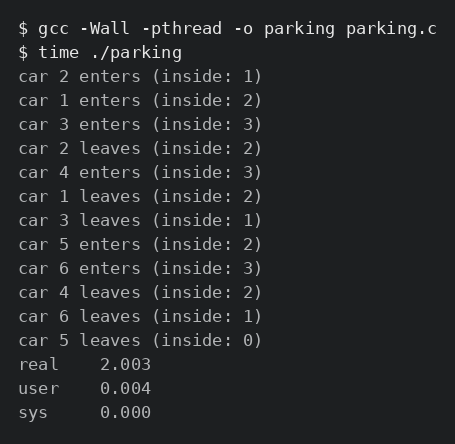 $ gcc -Wall -pthread -o parking parking.c
$ time ./parking
car 2 enters (inside: 1)
car 1 enters (inside: 2)
car 3 enters (inside: 3)
car 2 leaves (inside: 2)
car 4 enters (inside: 3)
car 1 leaves (inside: 2)
car 3 leaves (inside: 1)
car 5 enters (inside: 2)
car 6 enters (inside: 3)
car 4 leaves (inside: 2)
car 6 leaves (inside: 1)
car 5 leaves (inside: 0)
real    2.003
user    0.004
sys     0.000